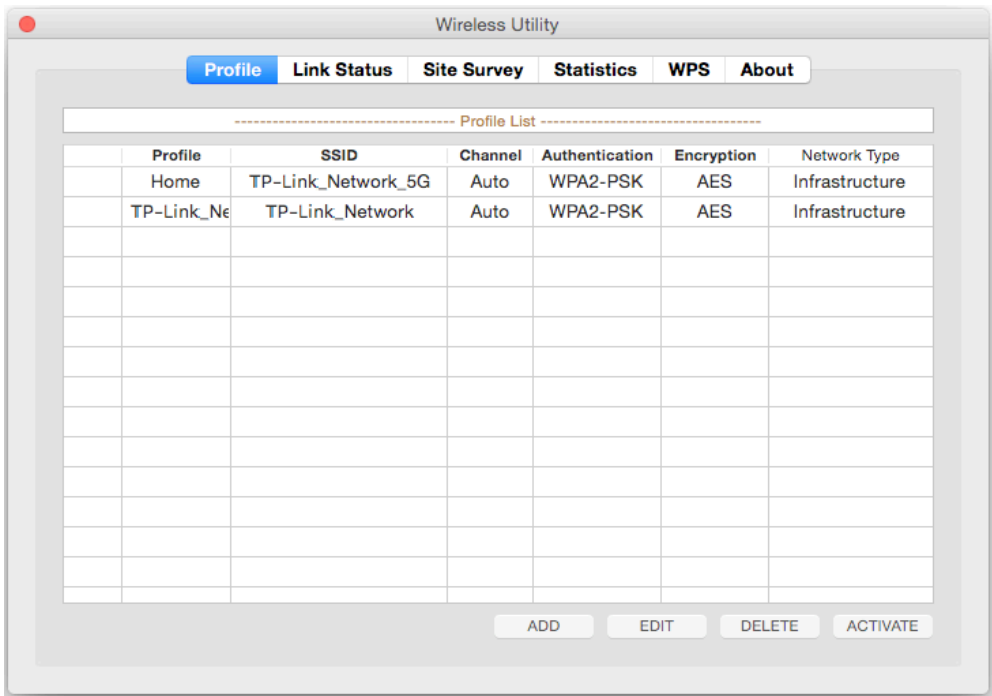 Wireless Utility
Profile Link Status Site Survey Statistics WPS About
---------------------------------- Profile List ----------------------------------
Profile SSID Channel Authentication Encryption Network Type
Home TP-Link_Network_5G Auto WPA2-PSK AES Infrastructure
TP-Link_Ne TP-Link_Network Auto WPA2-PSK AES Infrastructure
ADD EDIT DELETE ACTIVATE